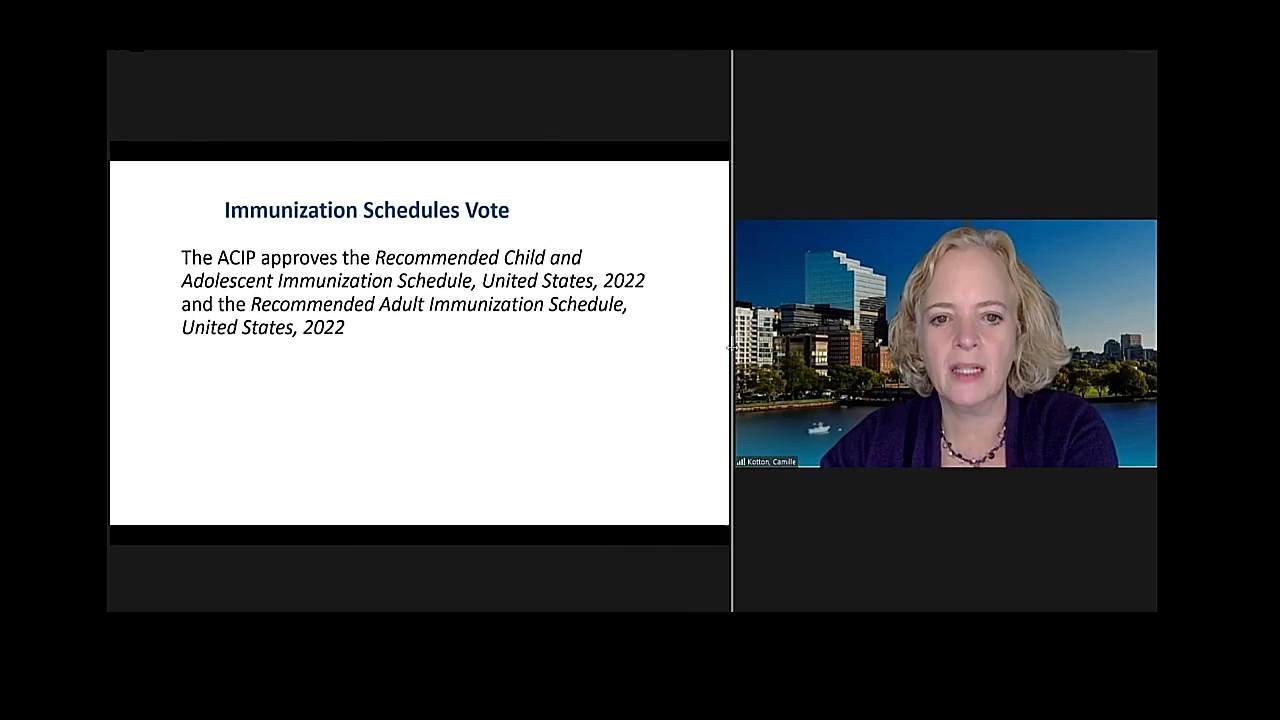 Immunization Schedules Vote
The ACIP approves the Recommended Child and
Adolescent Immunization Schedule, United States, 2022
and the Recommended Adult Immunization Schedule,
United States, 2022
Kotton, Camille